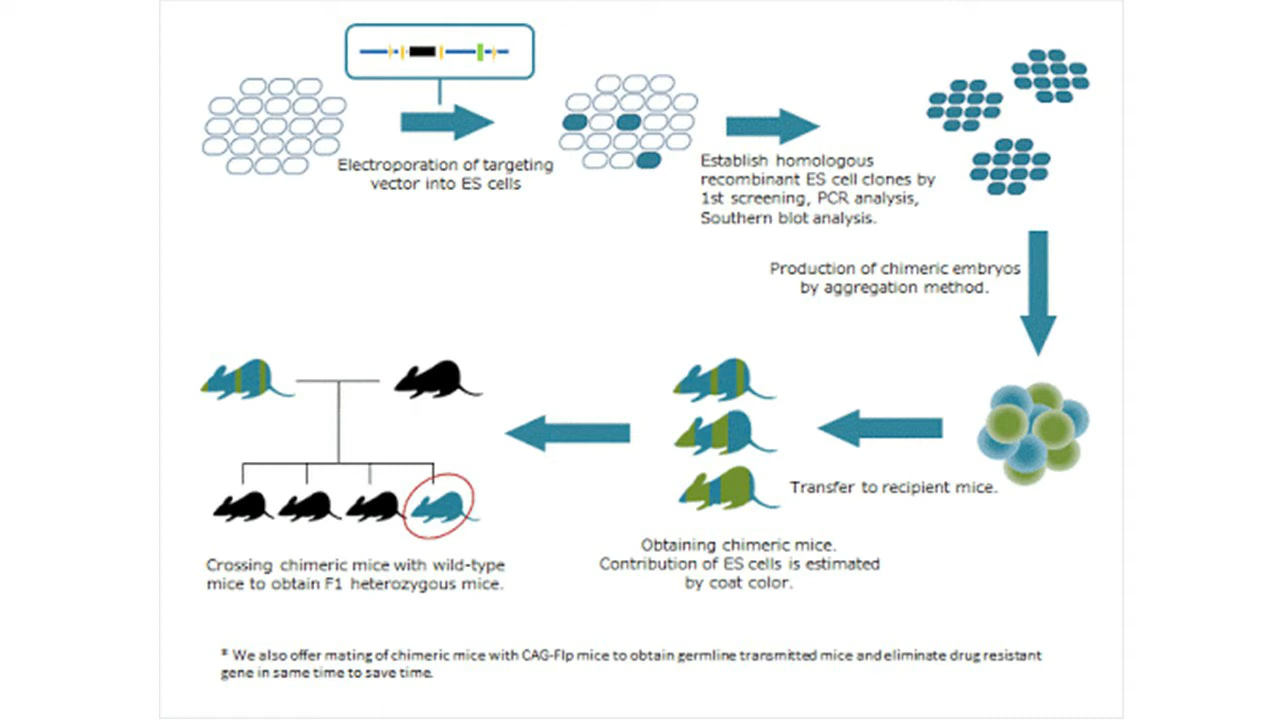 Electroporation of targeting
vector into ES cells
Establish homologous
recombinant ES cell clones by
1st screening, PCR analysis,
Southern blot analysis.
Production of chimeric embryos
by aggregation method.
Transfer to recipient mice.
Obtaining chimeric mice.
Contribution of ES cells is estimated
by coat color.
Crossing chimeric mice with wild-type
mice to obtain F1 heterozygous mice.
* We also offer mating of chimeric mice with CAG-Flp mice to obtain germline transmitted mice and eliminate drug resistant
gene in same time to save time.